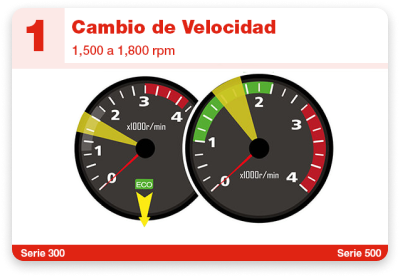 1
Cambio de Velocidad
1,500 a 1,800 rpm
0 1 2 3 4
x1000r/min
ECO
0 1 2 3 4
x1000r/min
Serie 300
Serie 500